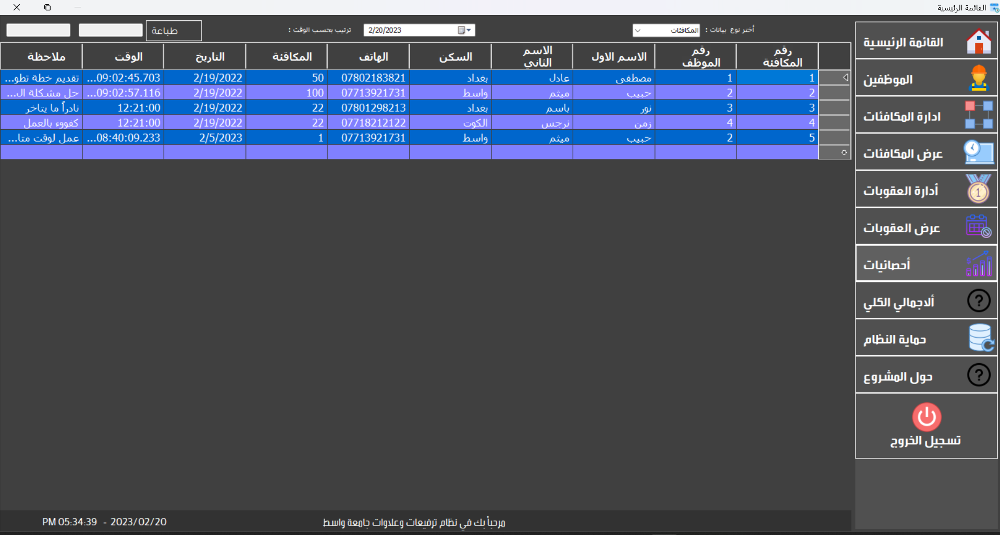 القائمة الرئيسية
أختر نوع بيانات :
المكافئات
2/20/2023
ترتيب بحسب الوقت :
طباعة
رقم المكافئة
رقم الموظف
الاسم الاول
الاسم الثاني
السكن
الهاتف
المكافئة
التاريخ
الوقت
ملاحظة
1 1 مصطفى عادل بغداد 07802183821 50 2/19/2022 09:02:45.703... تقديم خطة تطو...
2 2 حبيب ميثم واسط 07713921731 100 2/19/2022 09:02:57.116... حل مشكلة ال...
3 3 نور باسم بغداد 07801298213 22 2/19/2022 12:21:00 نادراً ما يتاخر
4 4 زمن نرجس الكوت 07718212122 22 2/19/2022 12:21:00 كفووء بالعمل
5 2 حبيب ميثم واسط 07713921731 1 2/5/2023 08:40:09.233... عمل لوقت متا...
القائمة الرئيسية
الموظفين
ادارة المكافئات
عرض المكافئات
أدارة العقوبات
عرض العقوبات
أحصائيات
ألاجمالي الكلي
حماية النظام
حول المشروع
تسجيل الخروج
مرحبأ بك في نظام ترفيعات وعلاوات جامعة واسط
PM 05:34:39 - 2023/02/20